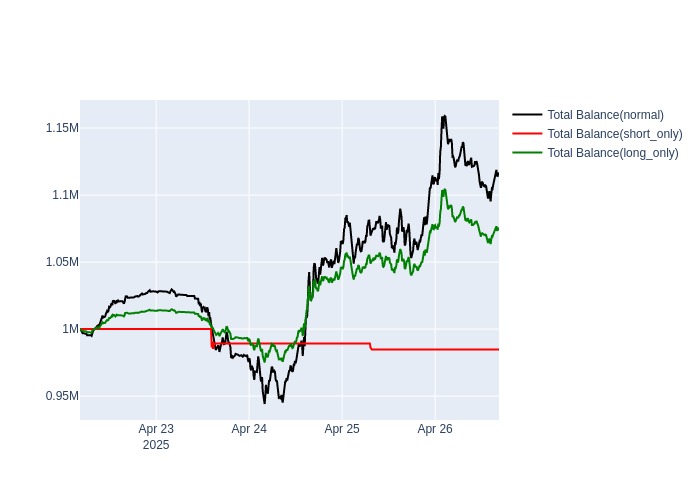 Total Balance(normal)
Total Balance(short_only)
Total Balance(long_only)
1.15M
1.1M
1.05M
1M
0.95M
Apr 23
2025
Apr 24
Apr 25
Apr 26